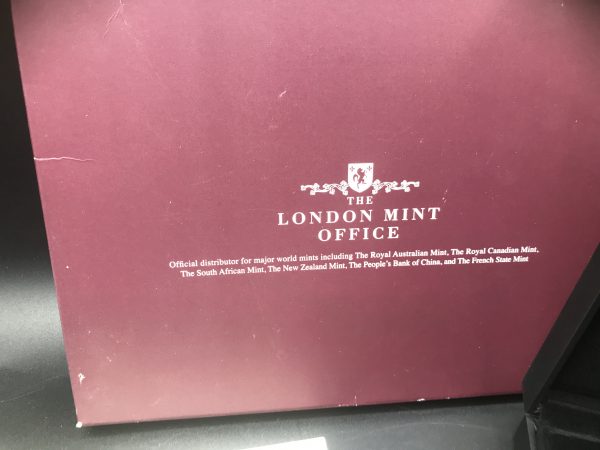 THE
LONDON MINT
OFFICE
Official distributor for major world mints including The Royal Australian Mint, The Royal Canadian Mint,
The South African Mint, The New Zealand Mint, The People's Bank of China, and The French State Mint